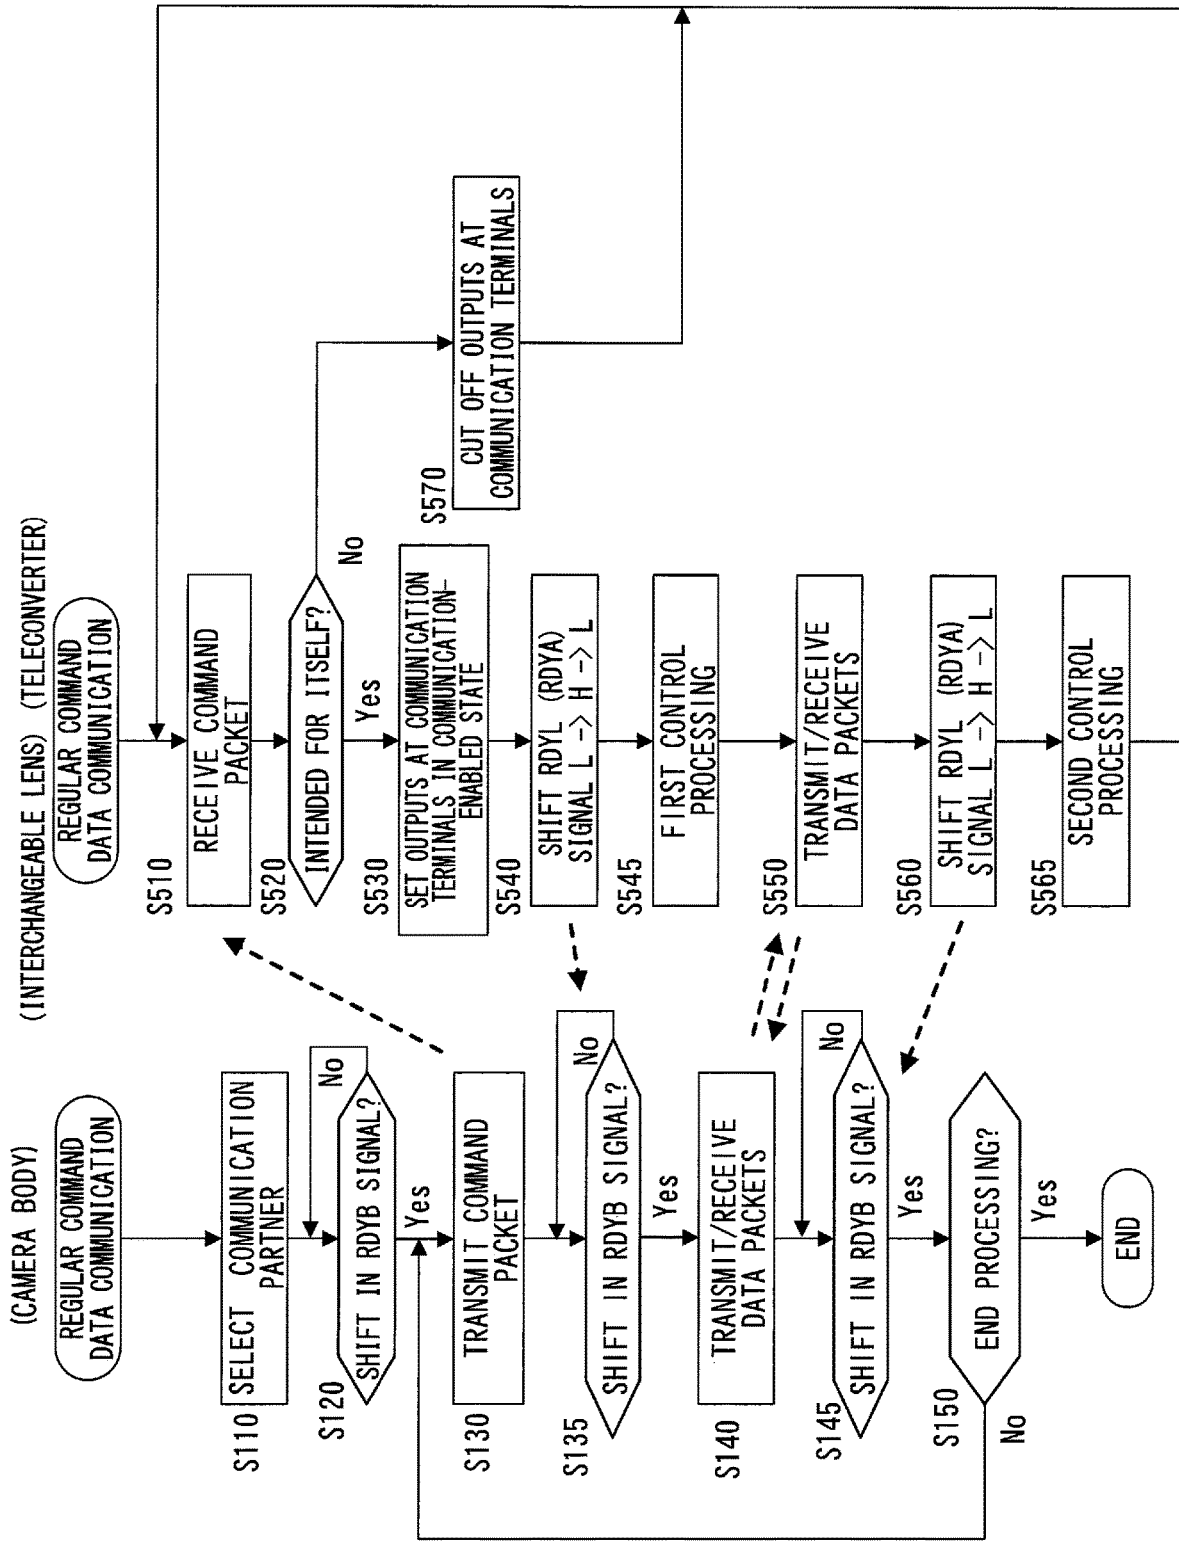 (CAMERA BODY)
REGULAR COMMAND
DATA COMMUNICATION
S110
SELECT COMMUNICATION
PARTNER
S120
SHIFT IN RDYB SIGNAL?
No
Yes
S130
TRANSMIT COMMAND
PACKET
S135
SHIFT IN RDYB SIGNAL?
No
Yes
S140
TRANSMIT/RECEIVE
DATA PACKETS
S145
SHIFT IN RDYB SIGNAL?
No
Yes
S150
END PROCESSING?
No
Yes
END
(INTERCHANGEABLE LENS) (TELECONVERTER)
REGULAR COMMAND
DATA COMMUNICATION
S510
RECEIVE COMMAND
PACKET
S520
INTENDED FOR ITSELF?
No
Yes
S530
SET OUTPUTS AT COMMUNICATION
TERMINALS IN COMMUNICATION-
ENABLED STATE
S540
SHIFT RDYL (RDYA)
SIGNAL L -> H -> L
S545
FIRST CONTROL
PROCESSING
S550
TRANSMIT/RECEIVE
DATA PACKETS
S560
SHIFT RDYL (RDYA)
SIGNAL L -> H -> L
S565
SECOND CONTROL
PROCESSING
S570
CUT OFF OUTPUTS AT
COMMUNICATION TERMINALS